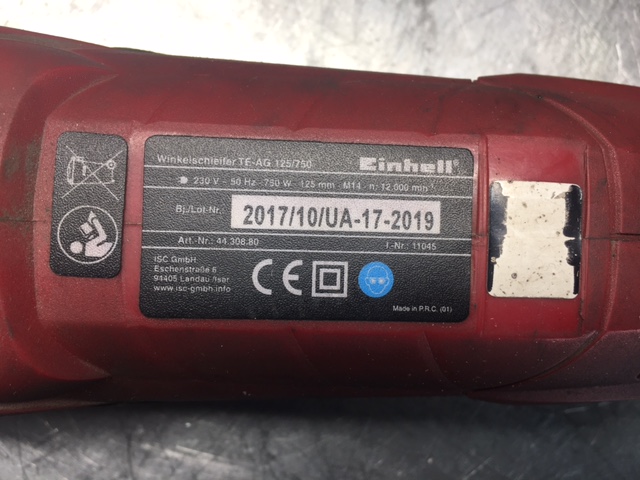 Winkelschleifer TE-AG 125/750 Einhell®
230 V ~ 50 Hz · 750 W · 125 mm · M14 · n: 12.000 min⁻¹
Bj./Lot-Nr.: 2017/10/UA-17-2019
Art.-Nr.: 44.308.80 I.-Nr.: 11045
ISC GmbH
Eschenstraße 6
94405 Landau /Isar
www.isc-gmbh.info
CE
Made in P.R.C. (01)